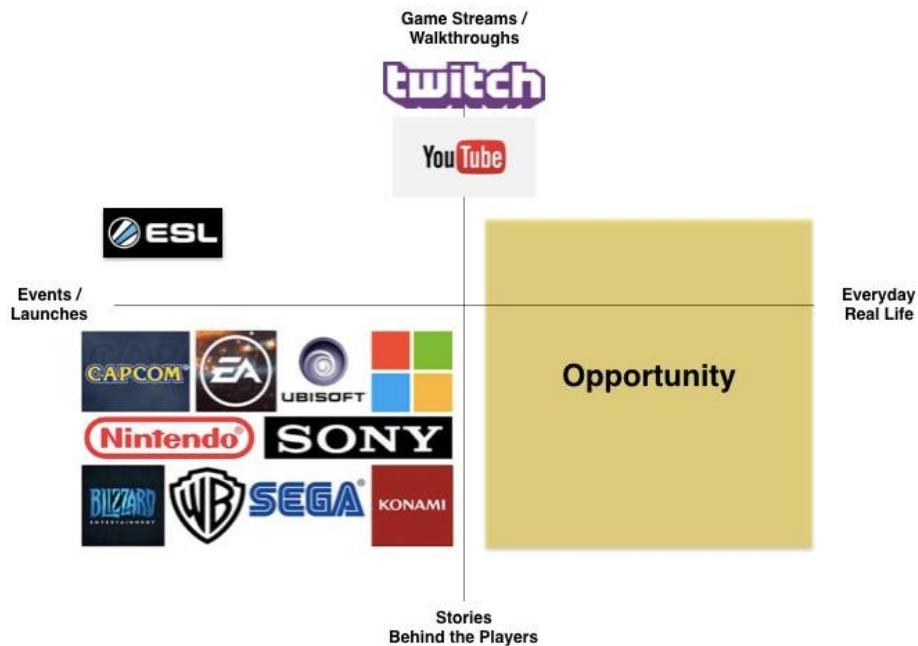 Game Streams /
Walkthroughs
twitch
YouTube
ESL
Events /
Launches
Everyday
Real Life
CAPCOM
EA
UBISOFT
Opportunity
Nintendo®
SONY
BLIZZARD
ENTERTAINMENT
WB
SEGA®
KONAMI
Stories
Behind the Players